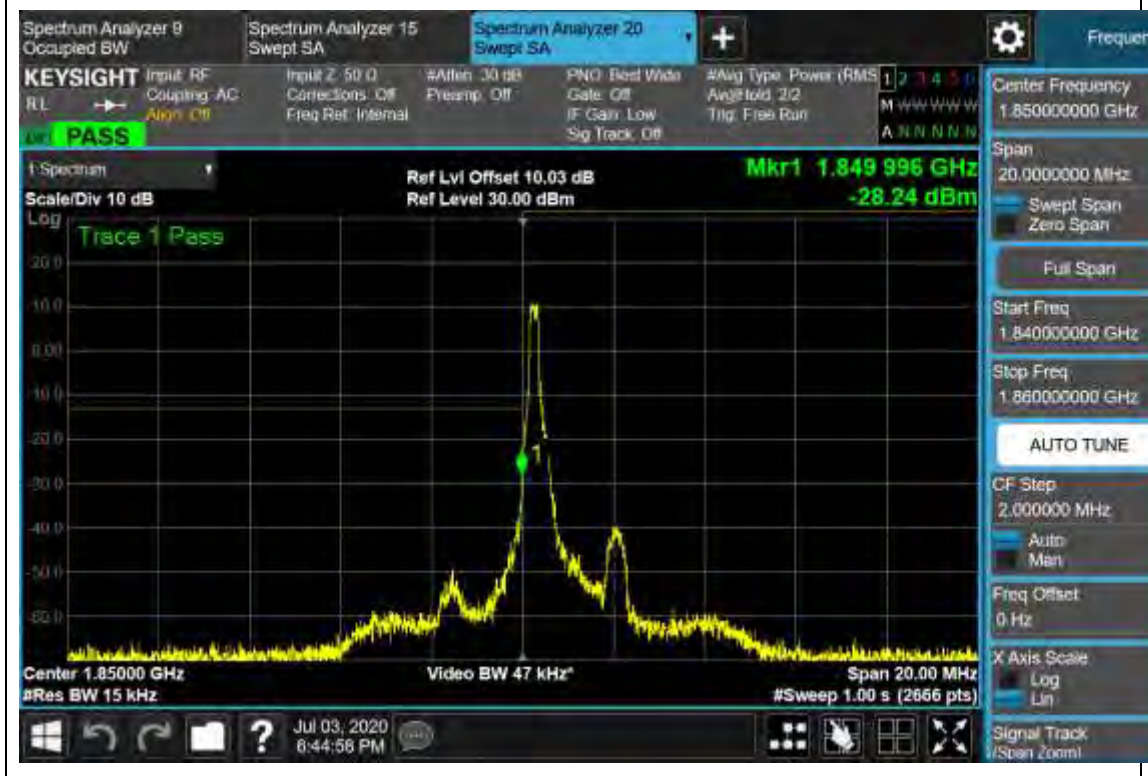 Spectrum Analyzer 9
Occupied BW
Spectrum Analyzer 15
Swept SA
Spectrum Analyzer 20
Swept SA
Frequen
KEYSIGHT
RL
Input: RF
Coupling: AC
Align: Off
Input Z: 50 Ω
Corrections: Off
Freq Ref: Internal
#Atten: 30 dB
Preamp: Off
PNO: Best Wide
Gate: Off
IF Gain: Low
Sig Track: Off
#Avg Type: Power (RMS
Avg|Hold: 2/2
Trig: Free Run
1 2 3 4 5 6
M W W W W W
A N N N N N
PASS
1 Spectrum
Scale/Div 10 dB
Ref Lvl Offset 10.03 dB
Ref Level 30.00 dBm
Mkr1 1.849 996 GHz
-28.24 dBm
Log
Trace 1 Pass
20.0
10.0
0.00
-10.0
-20.0
-30.0
-40.0
-50.0
-60.0
1
Center 1.85000 GHz
#Res BW 15 kHz
Video BW 47 kHz*
Span 20.00 MHz
#Sweep 1.00 s (2666 pts)
Center Frequency
1.850000000 GHz
Span
20.0000000 MHz
Swept Span
Zero Span
Full Span
Start Freq
1.840000000 GHz
Stop Freq
1.860000000 GHz
AUTO TUNE
CF Step
2.000000 MHz
Auto
Man
Freq Offset
0 Hz
X Axis Scale
Log
Lin
Signal Track
(Span Zoom)
?
Jul 03, 2020
6:44:58 PM